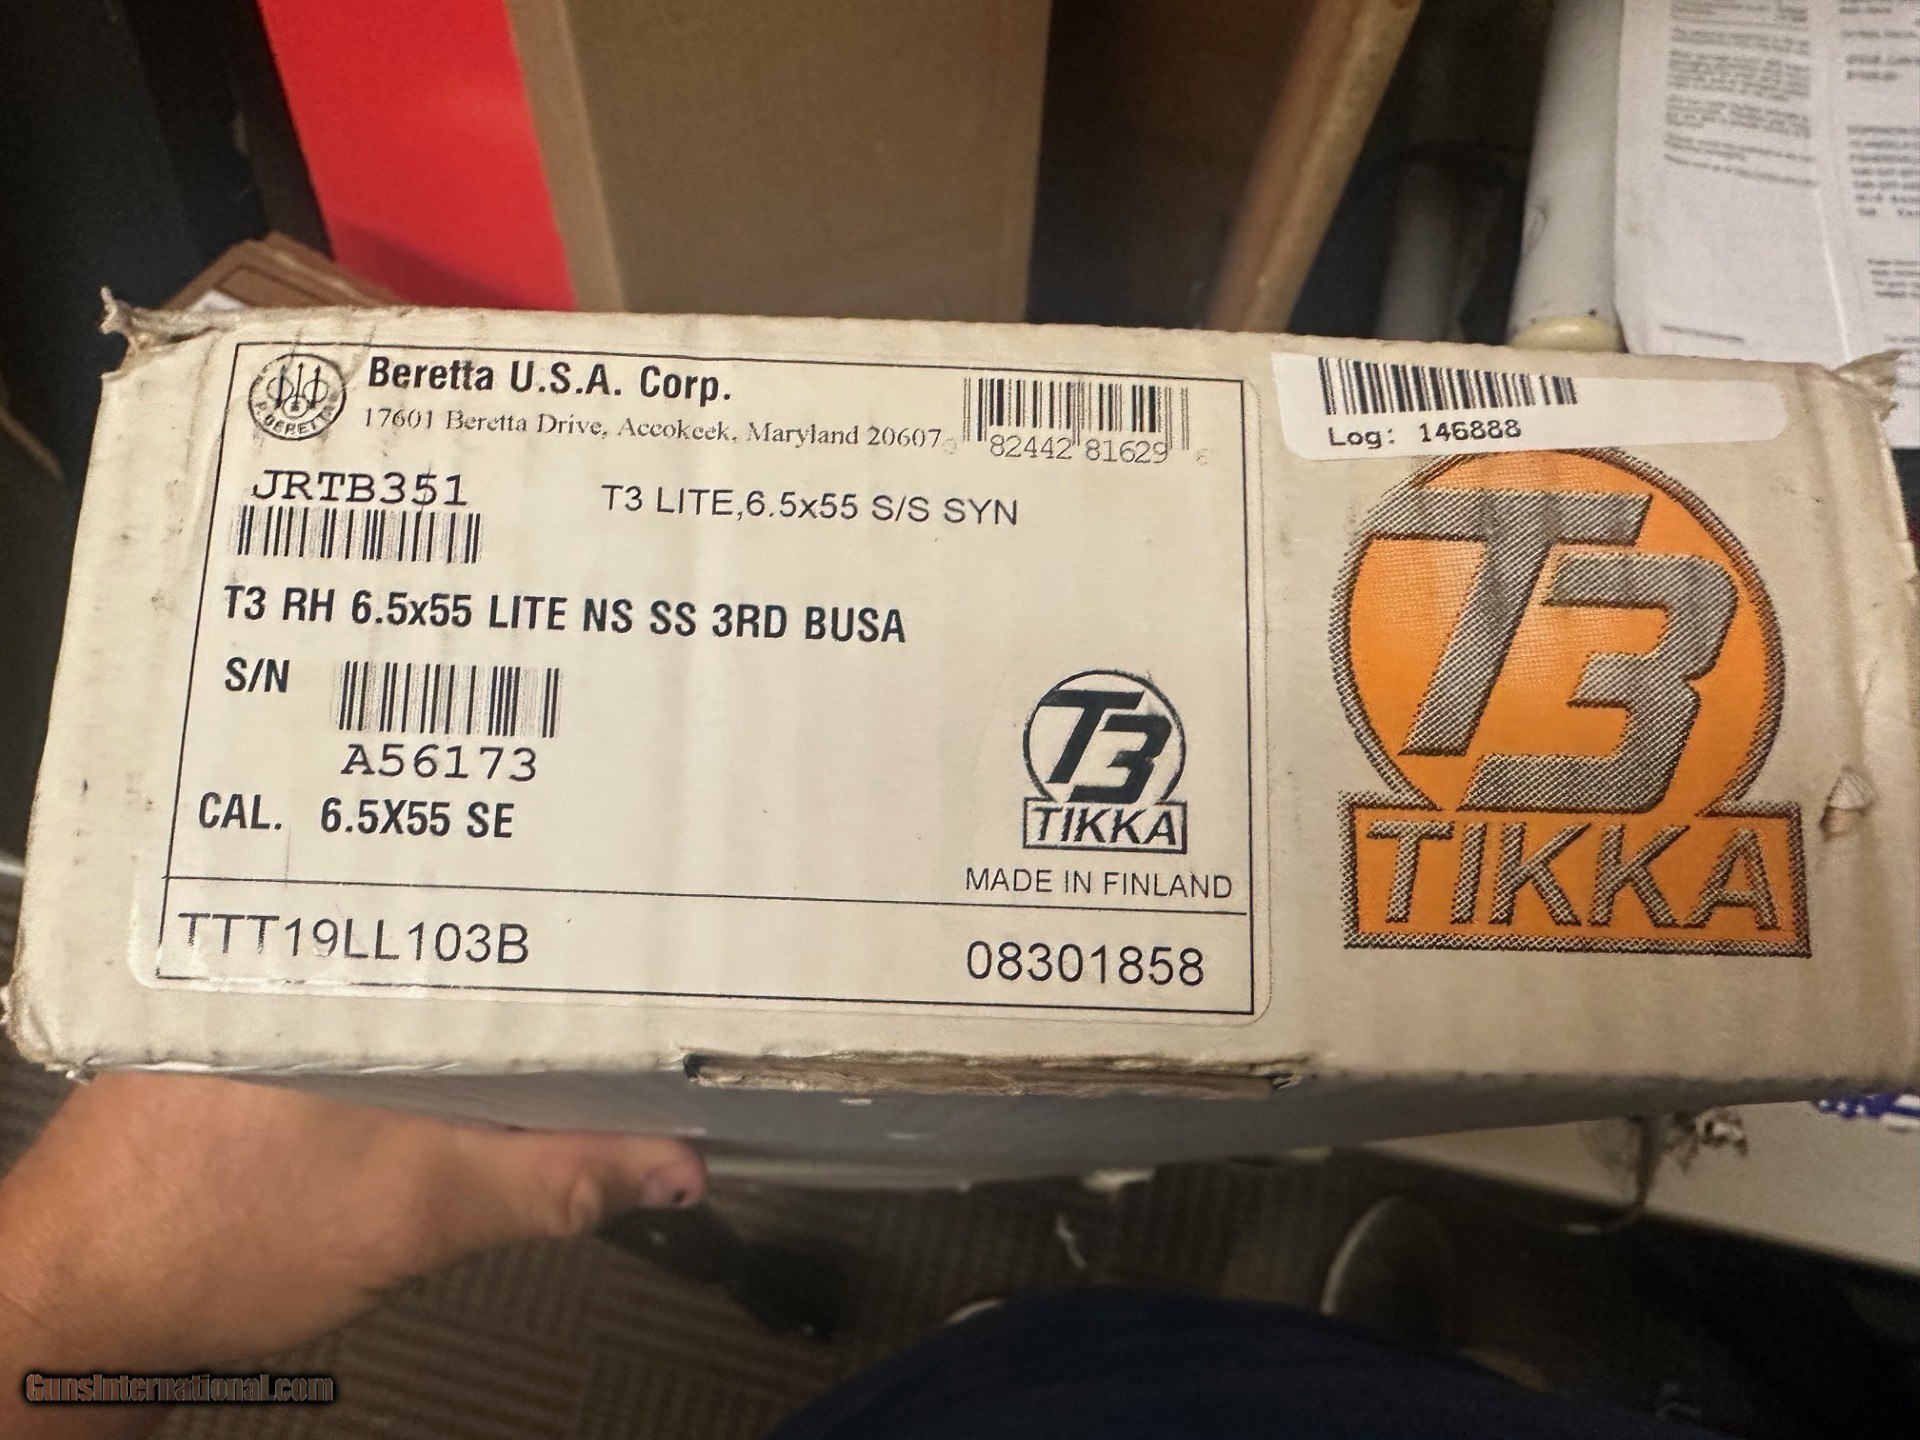 Beretta U.S.A. Corp.
17601 Beretta Drive, Accokeek, Maryland 20607
P. BERETTA
82442 81629
Log: 146888
JRTB351
T3 LITE,6.5x55 S/S SYN
T3 RH 6.5x55 LITE NS SS 3RD BUSA
S/N
A56173
CAL. 6.5X55 SE
T3
TIKKA
MADE IN FINLAND
TTT19LL103B
08301858
T3
TIKKA
GunsInternational.com